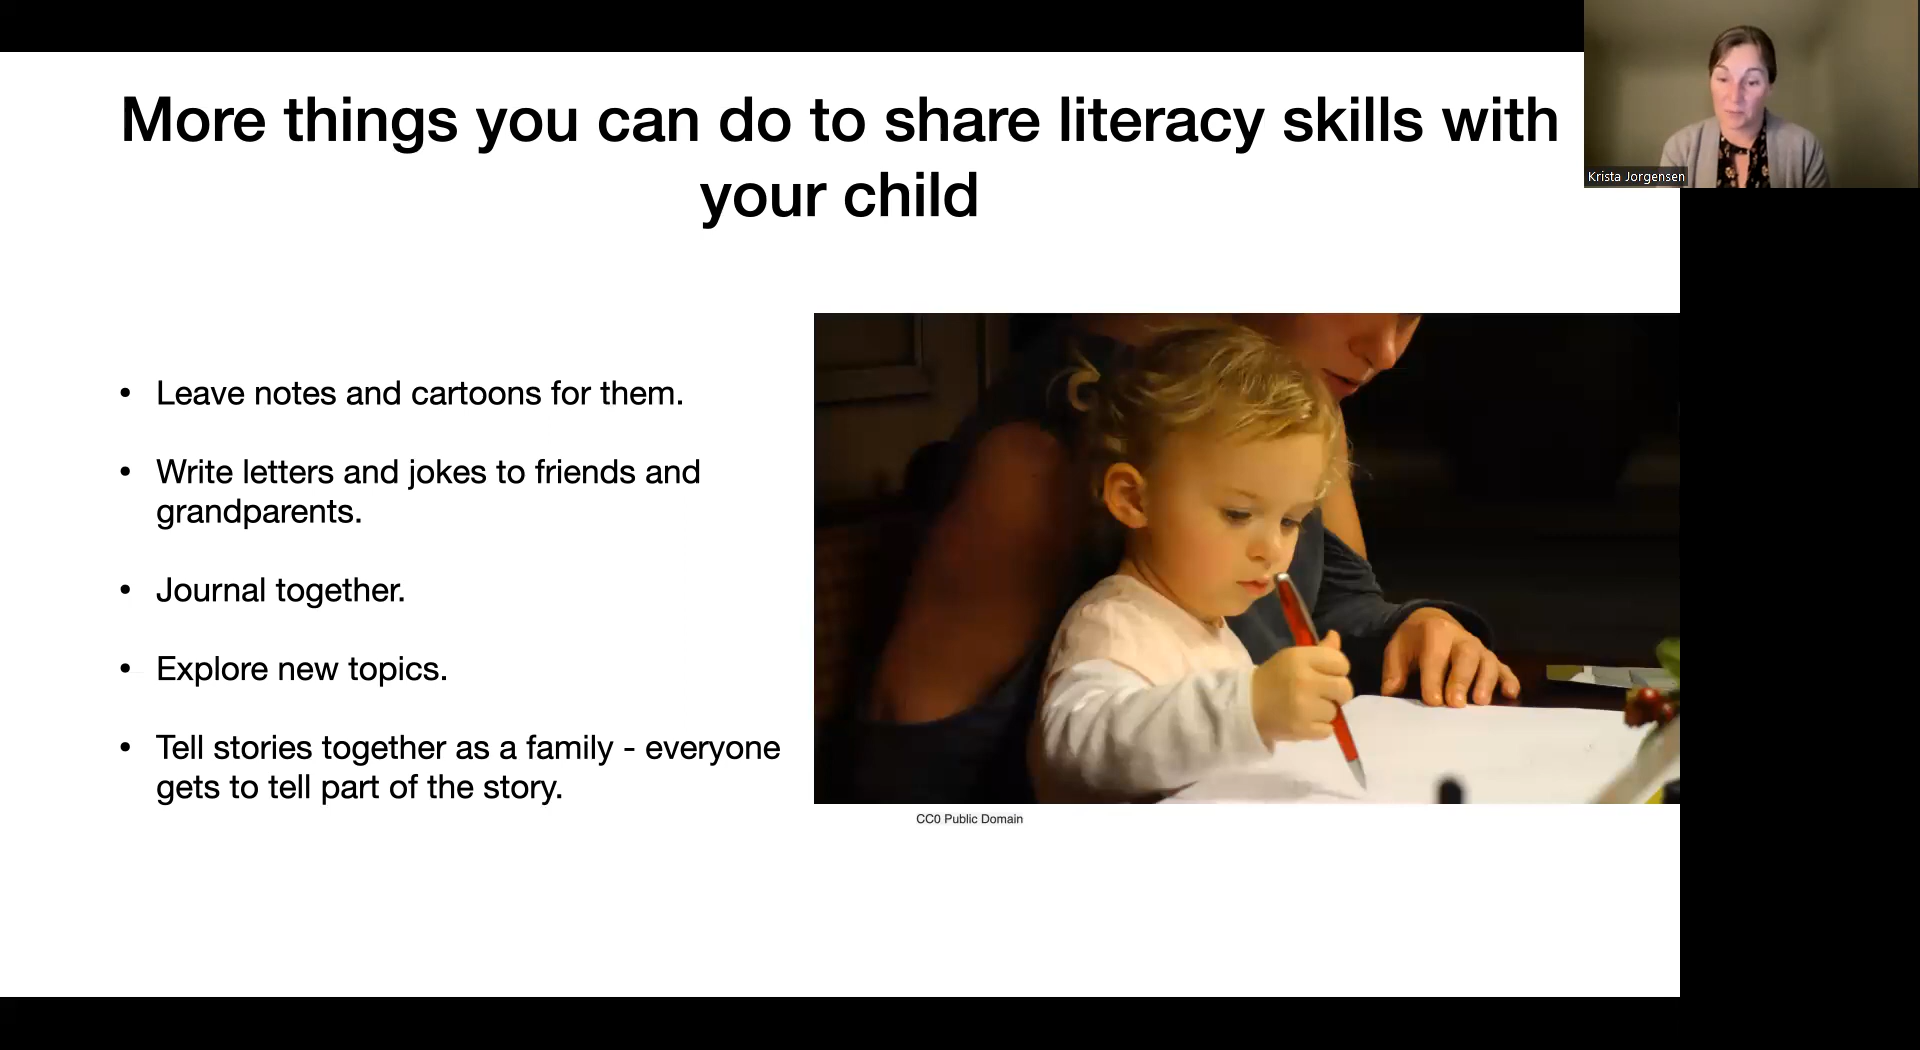 More things you can do to share literacy skills with
your child
Krista Jorgensen
• Leave notes and cartoons for them.
• Write letters and jokes to friends and
grandparents.
• Journal together.
• Explore new topics.
• Tell stories together as a family - everyone
gets to tell part of the story.
CC0 Public Domain